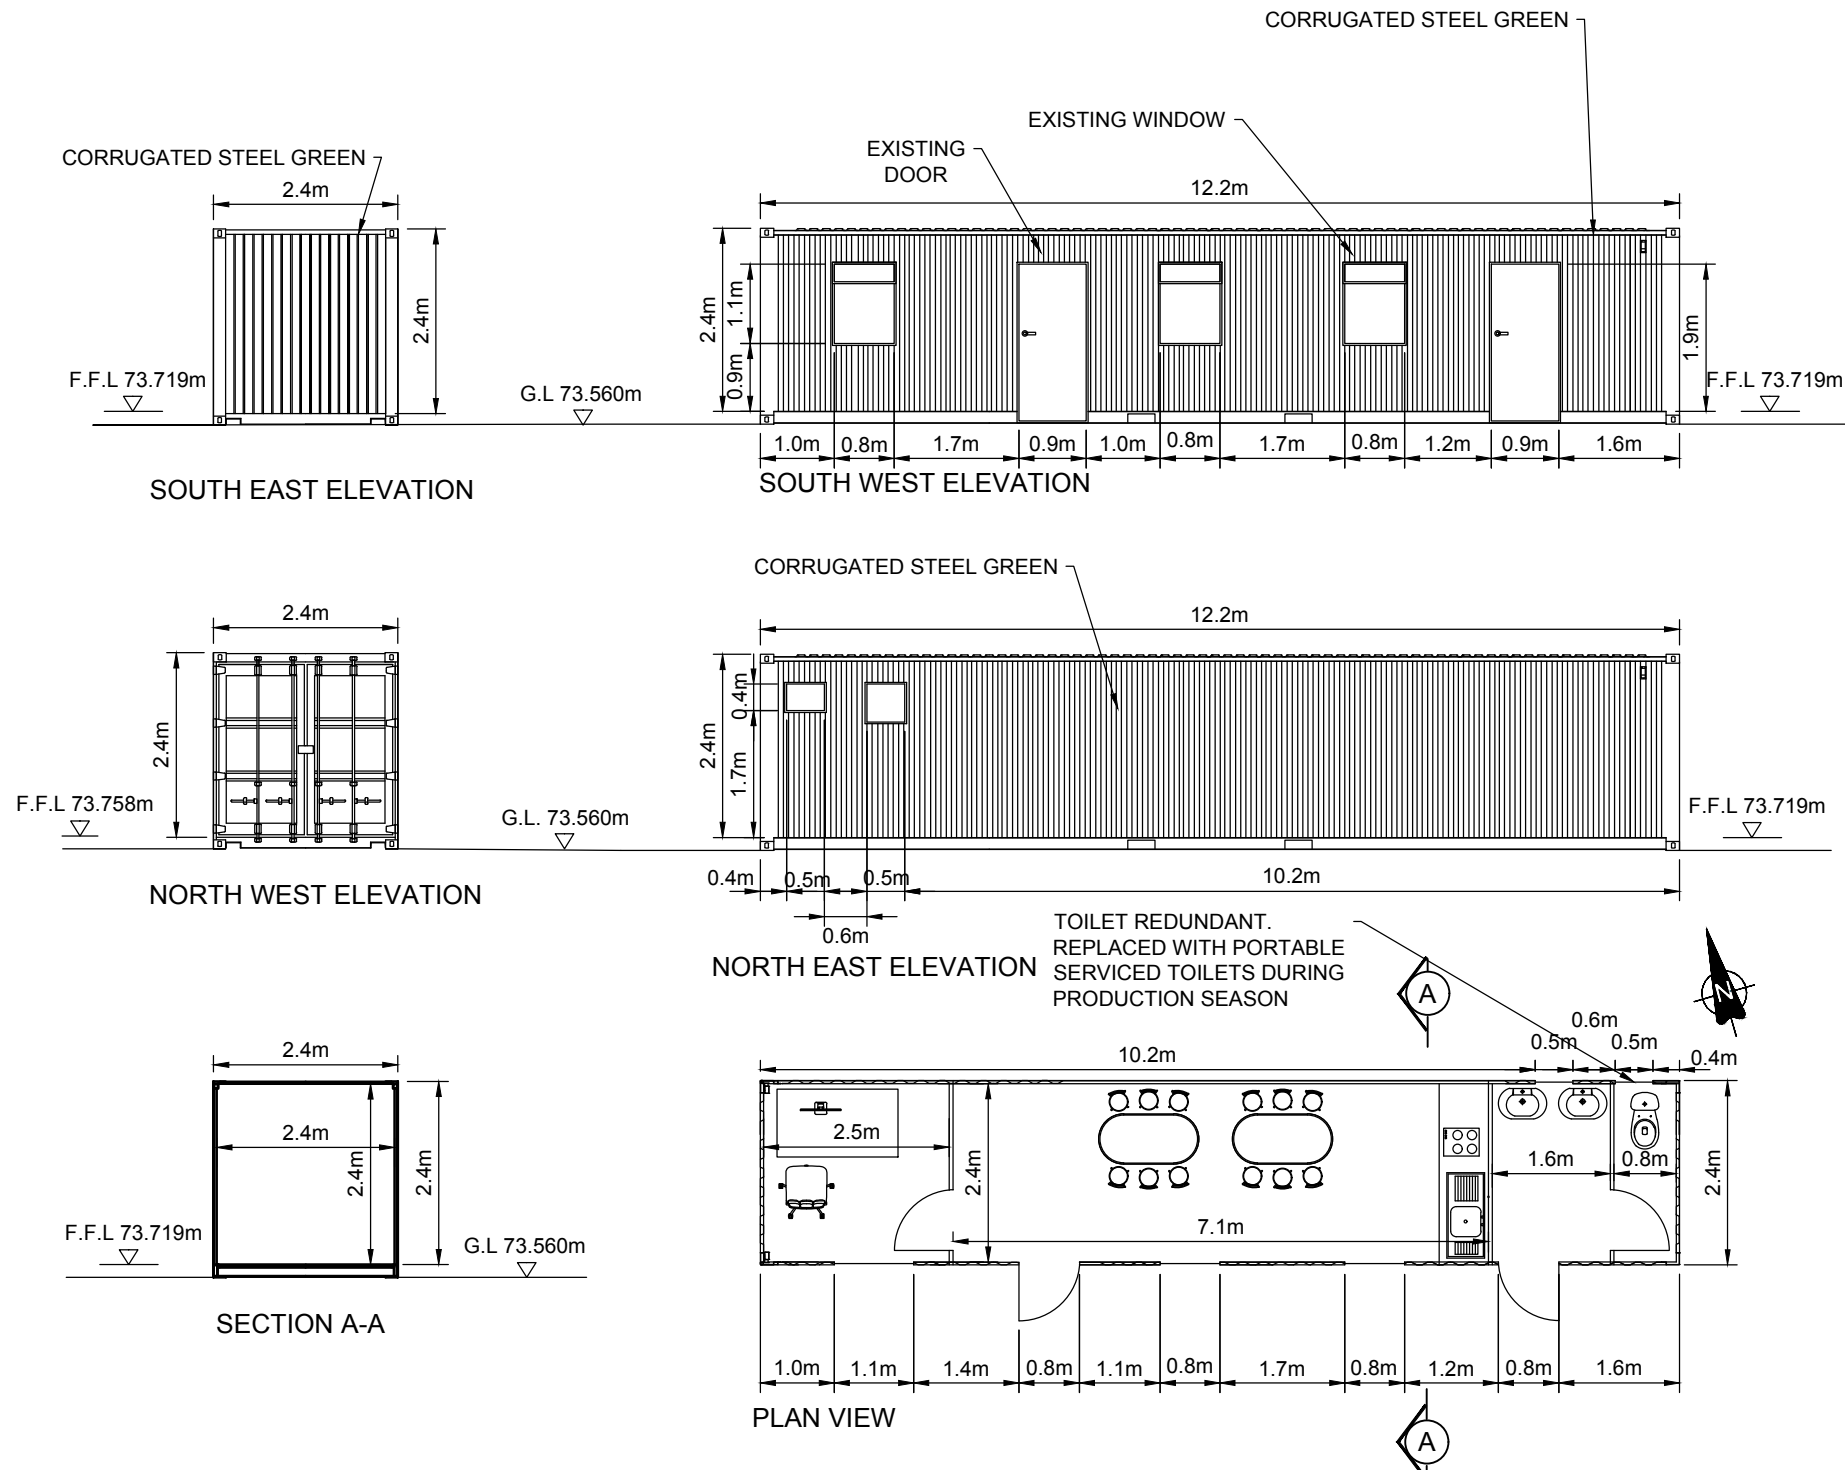 CORRUGATED STEEL GREEN
EXISTING WINDOW
EXISTING
DOOR
CORRUGATED STEEL GREEN
2.4m
12.2m
2.4m
2.4m
1.1m
0.9m
1.9m
F.F.L 73.719m
G.L 73.560m
F.F.L 73.719m
1.0m 0.8m 1.7m 0.9m 1.0m 0.8m 1.7m 0.8m 1.2m 0.9m 1.6m
SOUTH EAST ELEVATION
SOUTH WEST ELEVATION
CORRUGATED STEEL GREEN
2.4m
12.2m
2.4m
2.4m
0.4m
1.7m
F.F.L 73.758m
G.L. 73.560m
F.F.L 73.719m
0.4m 0.5m 0.5m 10.2m
0.6m
NORTH WEST ELEVATION
NORTH EAST ELEVATION
TOILET REDUNDANT.
REPLACED WITH PORTABLE
SERVICED TOILETS DURING
PRODUCTION SEASON
A
N
2.4m
2.4m
2.4m
2.4m
F.F.L 73.719m
G.L 73.560m
SECTION A-A
0.6m
10.2m 0.5m 0.5m 0.4m
2.5m
2.4m
1.6m 0.8m
2.4m
7.1m
1.0m 1.1m 1.4m 0.8m 1.1m 0.8m 1.7m 0.8m 1.2m 0.8m 1.6m
PLAN VIEW
A